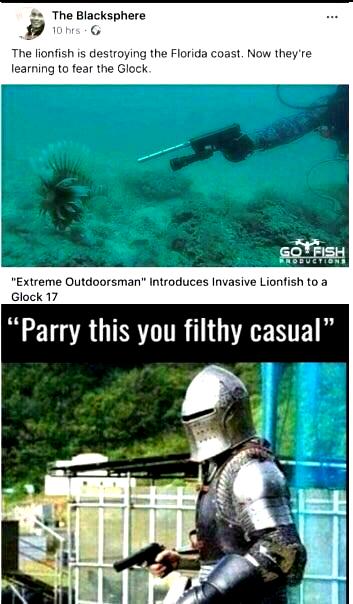 The Blacksphere
10 hrs ·
The lionfish is destroying the Florida coast. Now they're
learning to fear the Glock.
GO FISH
PRODUCTIONS
"Extreme Outdoorsman" Introduces Invasive Lionfish to a
Glock 17
“Parry this you filthy casual”